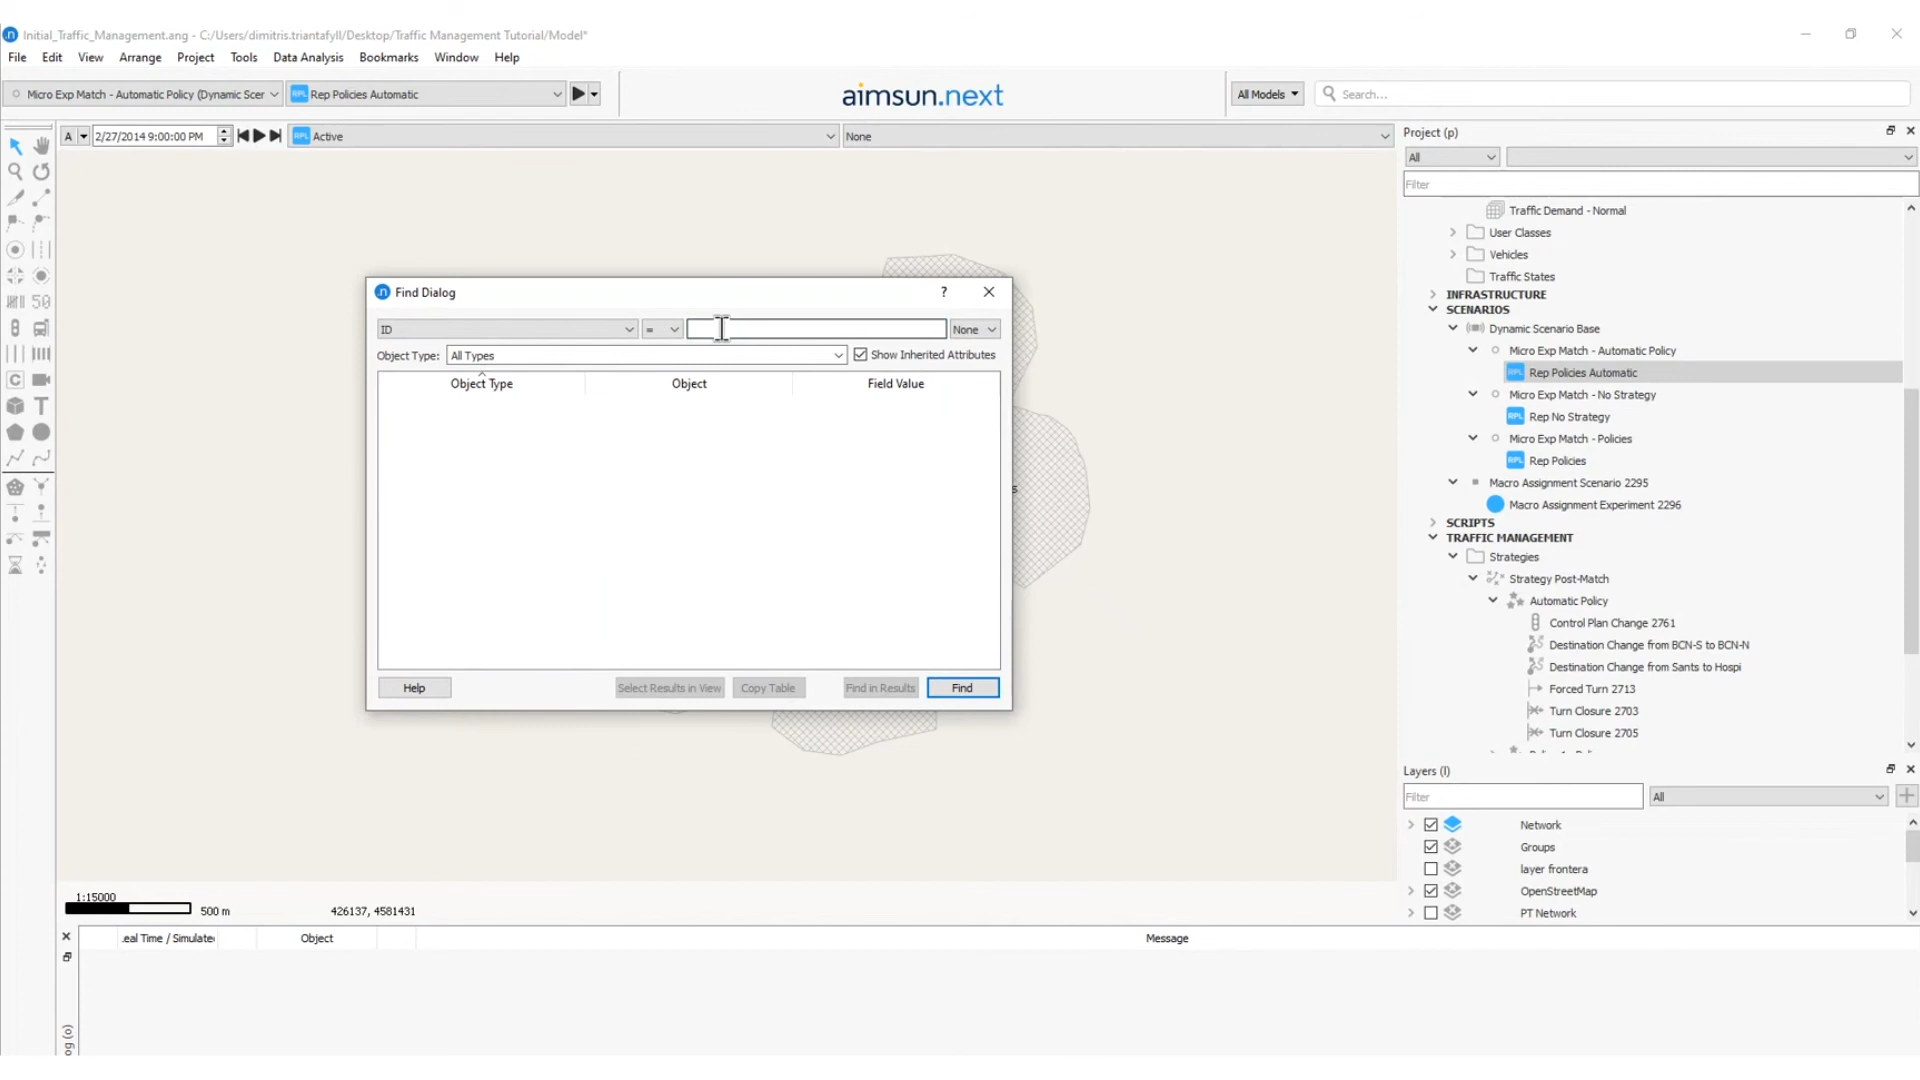 Initial_Traffic_Management.ang - C:/Users/dimitris.triantafyll/Desktop/Traffic Management Tutorial/Model*
File Edit View Arrange Project Tools Data Analysis Bookmarks Window Help
Micro Exp Match - Automatic Policy (Dynamic Scer RPL Rep Policies Automatic
aimsun.next
All Models Search...
A 2/27/2014 9:00:00 PM RPL Active None
Project (p)
All
Filter
Traffic Demand - Normal
User Classes
Vehicles
Traffic States
INFRASTRUCTURE
SCENARIOS
Dynamic Scenario Base
Micro Exp Match - Automatic Policy
RPL Rep Policies Automatic
Micro Exp Match - No Strategy
RPL Rep No Strategy
Micro Exp Match - Policies
RPL Rep Policies
Macro Assignment Scenario 2295
Macro Assignment Experiment 2296
SCRIPTS
TRAFFIC MANAGEMENT
Strategies
Strategy Post-Match
Automatic Policy
Control Plan Change 2761
Destination Change from BCN-S to BCN-N
Destination Change from Sants to Hospi
Forced Turn 2713
Turn Closure 2703
Turn Closure 2705
Find Dialog ?
ID = None
Object Type: All Types Show Inherited Attributes
Object Type Object Field Value
s
Help Select Results in View Copy Table Find in Results Find
50
C
T
Layers (l)
Filter All
Network
Groups
layer frontera
OpenStreetMap
PT Network
1:15000
500 m 426137, 4581431
.eal Time / Simulate Object Message
og (o)